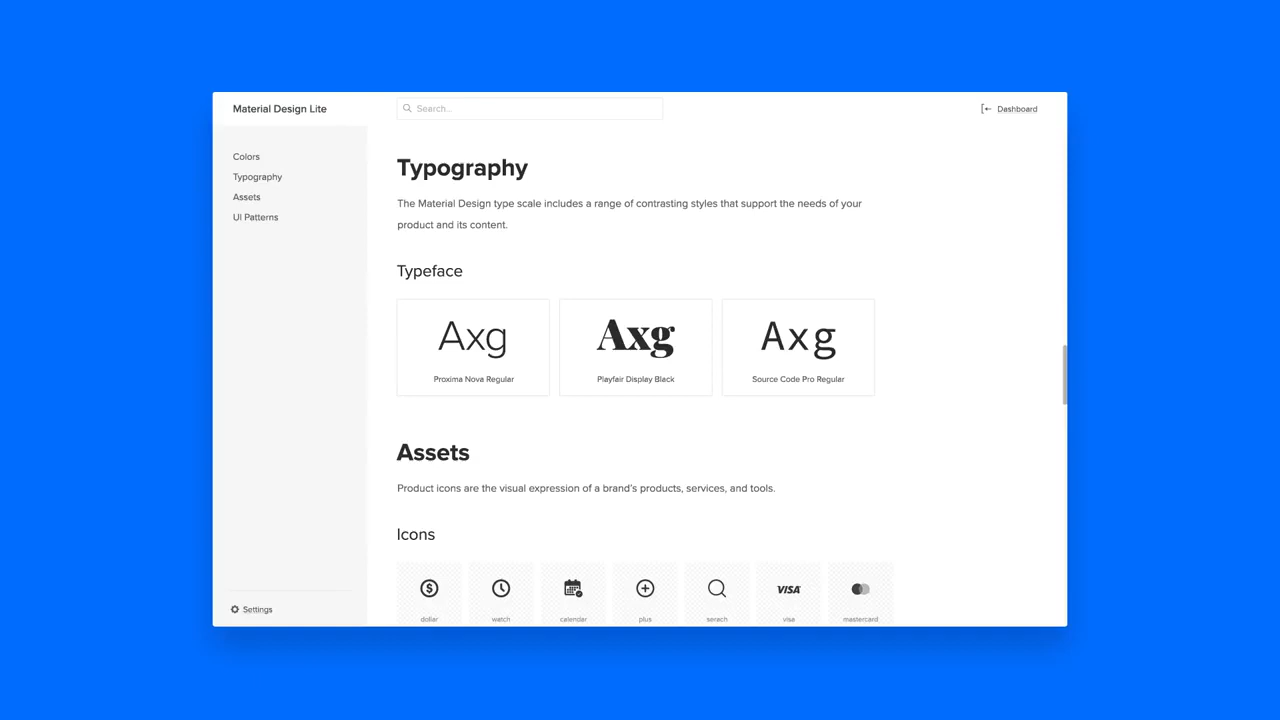 Material Design Lite
Search...
Dashboard
Colors
Typography
Assets
UI Patterns
Settings
Typography
The Material Design type scale includes a range of contrasting styles that support the needs of your
product and its content.
Typeface
Axg
Proxima Nova Regular
Axg
Playfair Display Black
Axg
Source Code Pro Regular
Assets
Product icons are the visual expression of a brand's products, services, and tools.
Icons
$
VISA
dollar
watch
calendar
plus
serach
visa
mastercard